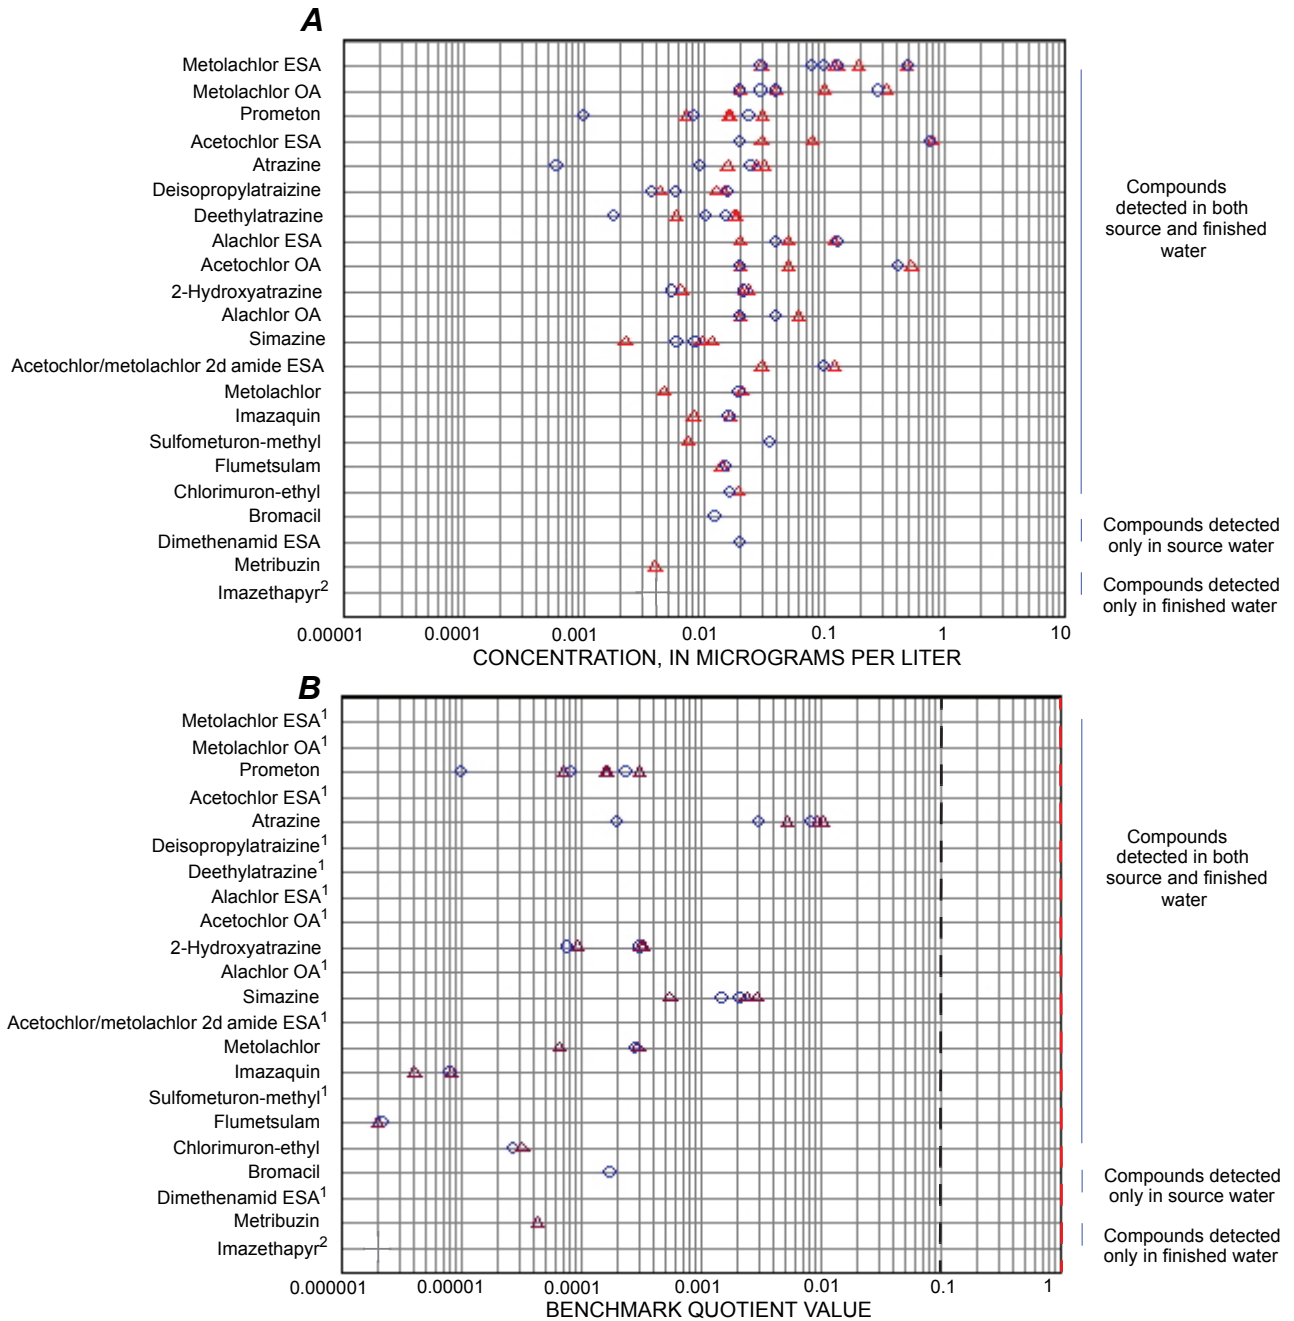 A
Metolachlor ESA
Metolachlor OA
Prometon
Acetochlor ESA
Atrazine
Deisopropylatraizine
Deethylatrazine
Alachlor ESA
Acetochlor OA
2-Hydroxyatrazine
Alachlor OA
Simazine
Acetochlor/metolachlor 2d amide ESA
Metolachlor
Imazaquin
Sulfometuron-methyl
Flumetsulam
Chlorimuron-ethyl
Bromacil
Dimethenamid ESA
Metribuzin
Imazethapyr2
Compounds
detected in both
source and finished
water
Compounds detected
only in source water
Compounds detected
only in finished water
0.00001 0.0001 0.001 0.01 0.1 1 10
CONCENTRATION, IN MICROGRAMS PER LITER
B
Metolachlor ESA1
Metolachlor OA1
Prometon
Acetochlor ESA1
Atrazine
Deisopropylatraizine1
Deethylatrazine1
Alachlor ESA1
Acetochlor OA1
2-Hydroxyatrazine
Alachlor OA1
Simazine
Acetochlor/metolachlor 2d amide ESA1
Metolachlor
Imazaquin
Sulfometuron-methyl1
Flumetsulam
Chlorimuron-ethyl
Bromacil
Dimethenamid ESA1
Metribuzin
Imazethapyr2
Compounds
detected in both
source and finished
water
Compounds detected
only in source water
Compounds detected
only in finished water
0.000001 0.00001 0.0001 0.001 0.01 0.1 1
BENCHMARK QUOTIENT VALUE